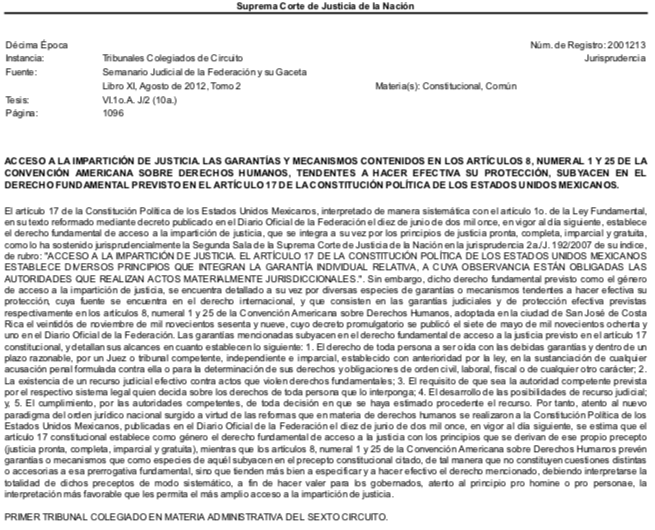 Suprema Corte de Justicia de la Nación
Décima Época
Núm. de Registro: 2001213
Instancia:
Tribunales Colegiados de Circuito
Jurisprudencia
Fuente:
Semanario Judicial de la Federación y su Gaceta
Libro XI, Agosto de 2012, Tomo 2
Materia(s): Constitucional, Común
Tesis:
VI.1o.A. J/2 (10a.)
Página:
1096
ACCESO A LA IMPARTICIÓN DE JUSTICIA. LAS GARANTÍAS Y MECANISMOS CONTENIDOS EN LOS ARTÍCULOS 8, NUMERAL 1 Y 25 DE LA
CONVENCIÓN AMERICANA SOBRE DERECHOS HUMANOS, TENDENTES A HACER EFECTIVA SU PROTECCIÓN, SUBYACEN EN EL
DERECHO FUNDAMENTAL PREVISTO EN EL ARTÍCULO 17 DE LA CONSTITUCIÓN POLÍTICA DE LOS ESTADOS UNIDOS MEXICANOS.
El artículo 17 de la Constitución Política de los Estados Unidos Mexicanos, interpretado de manera sistemática con el artículo 1o. de la Ley Fundamental,
en su texto reformado mediante decreto publicado en el Diario Oficial de la Federación el diez de junio de dos mil once, en vigor al día siguiente, establece
el derecho fundamental de acceso a la impartición de justicia, que se integra a su vez por los principios de justicia pronta, completa, imparcial y gratuita,
como lo ha sostenido jurisprudencialmente la Segunda Sala de la Suprema Corte de Justicia de la Nación en la jurisprudencia 2a./J. 192/2007 de su índice,
de rubro: "ACCESO A LA IMPARTICIÓN DE JUSTICIA. EL ARTÍCULO 17 DE LA CONSTITUCIÓN POLÍTICA DE LOS ESTADOS UNIDOS MEXICANOS
ESTABLECE DIVERSOS PRINCIPIOS QUE INTEGRAN LA GARANTÍA INDIVIDUAL RELATIVA, A CUYA OBSERVANCIA ESTÁN OBLIGADAS LAS
AUTORIDADES QUE REALIZAN ACTOS MATERIALMENTE JURISDICCIONALES.". Sin embargo, dicho derecho fundamental previsto como el género
de acceso a la impartición de justicia, se encuentra detallado a su vez por diversas especies de garantías o mecanismos tendentes a hacer efectiva su
protección, cuya fuente se encuentra en el derecho internacional, y que consisten en las garantías judiciales y de protección efectiva previstas
respectivamente en los artículos 8, numeral 1 y 25 de la Convención Americana sobre Derechos Humanos, adoptada en la ciudad de San José de Costa
Rica el veintidós de noviembre de mil novecientos sesenta y nueve, cuyo decreto promulgatorio se publicó el siete de mayo de mil novecientos ochenta y
uno en el Diario Oficial de la Federación. Las garantías mencionadas subyacen en el derecho fundamental de acceso a la justicia previsto en el artículo 17
constitucional, y detallan sus alcances en cuanto establecen lo siguiente: 1. El derecho de toda persona a ser oída con las debidas garantías y dentro de un
plazo razonable, por un Juez o tribunal competente, independiente e imparcial, establecido con anterioridad por la ley, en la sustanciación de cualquier
acusación penal formulada contra ella o para la determinación de sus derechos y obligaciones de orden civil, laboral, fiscal o de cualquier otro carácter; 2.
La existencia de un recurso judicial efectivo contra actos que violen derechos fundamentales; 3. El requisito de que sea la autoridad competente prevista
por el respectivo sistema legal quien decida sobre los derechos de toda persona que lo interponga; 4. El desarrollo de las posibilidades de recurso judicial;
y, 5. El cumplimiento, por las autoridades competentes, de toda decisión en que se haya estimado procedente el recurso. Por tanto, atento al nuevo
paradigma del orden jurídico nacional surgido a virtud de las reformas que en materia de derechos humanos se realizaron a la Constitución Política de los
Estados Unidos Mexicanos, publicadas en el Diario Oficial de la Federación el diez de junio de dos mil once, en vigor al día siguiente, se estima que el
artículo 17 constitucional establece como género el derecho fundamental de acceso a la justicia con los principios que se derivan de ese propio precepto
(justicia pronta, completa, imparcial y gratuita), mientras que los artículos 8, numeral 1 y 25 de la Convención Americana sobre Derechos Humanos prevén
garantías o mecanismos que como especies de aquél subyacen en el precepto constitucional citado, de tal manera que no constituyen cuestiones distintas
o accesorias a esa prerrogativa fundamental, sino que tienden más bien a especificar y a hacer efectivo el derecho mencionado, debiendo interpretarse la
totalidad de dichos preceptos de modo sistemático, a fin de hacer valer para los gobernados, atento al principio pro homine o pro personae, la
interpretación más favorable que les permita el más amplio acceso a la impartición de justicia.
PRIMER TRIBUNAL COLEGIADO EN MATERIA ADMINISTRATIVA DEL SEXTO CIRCUITO.